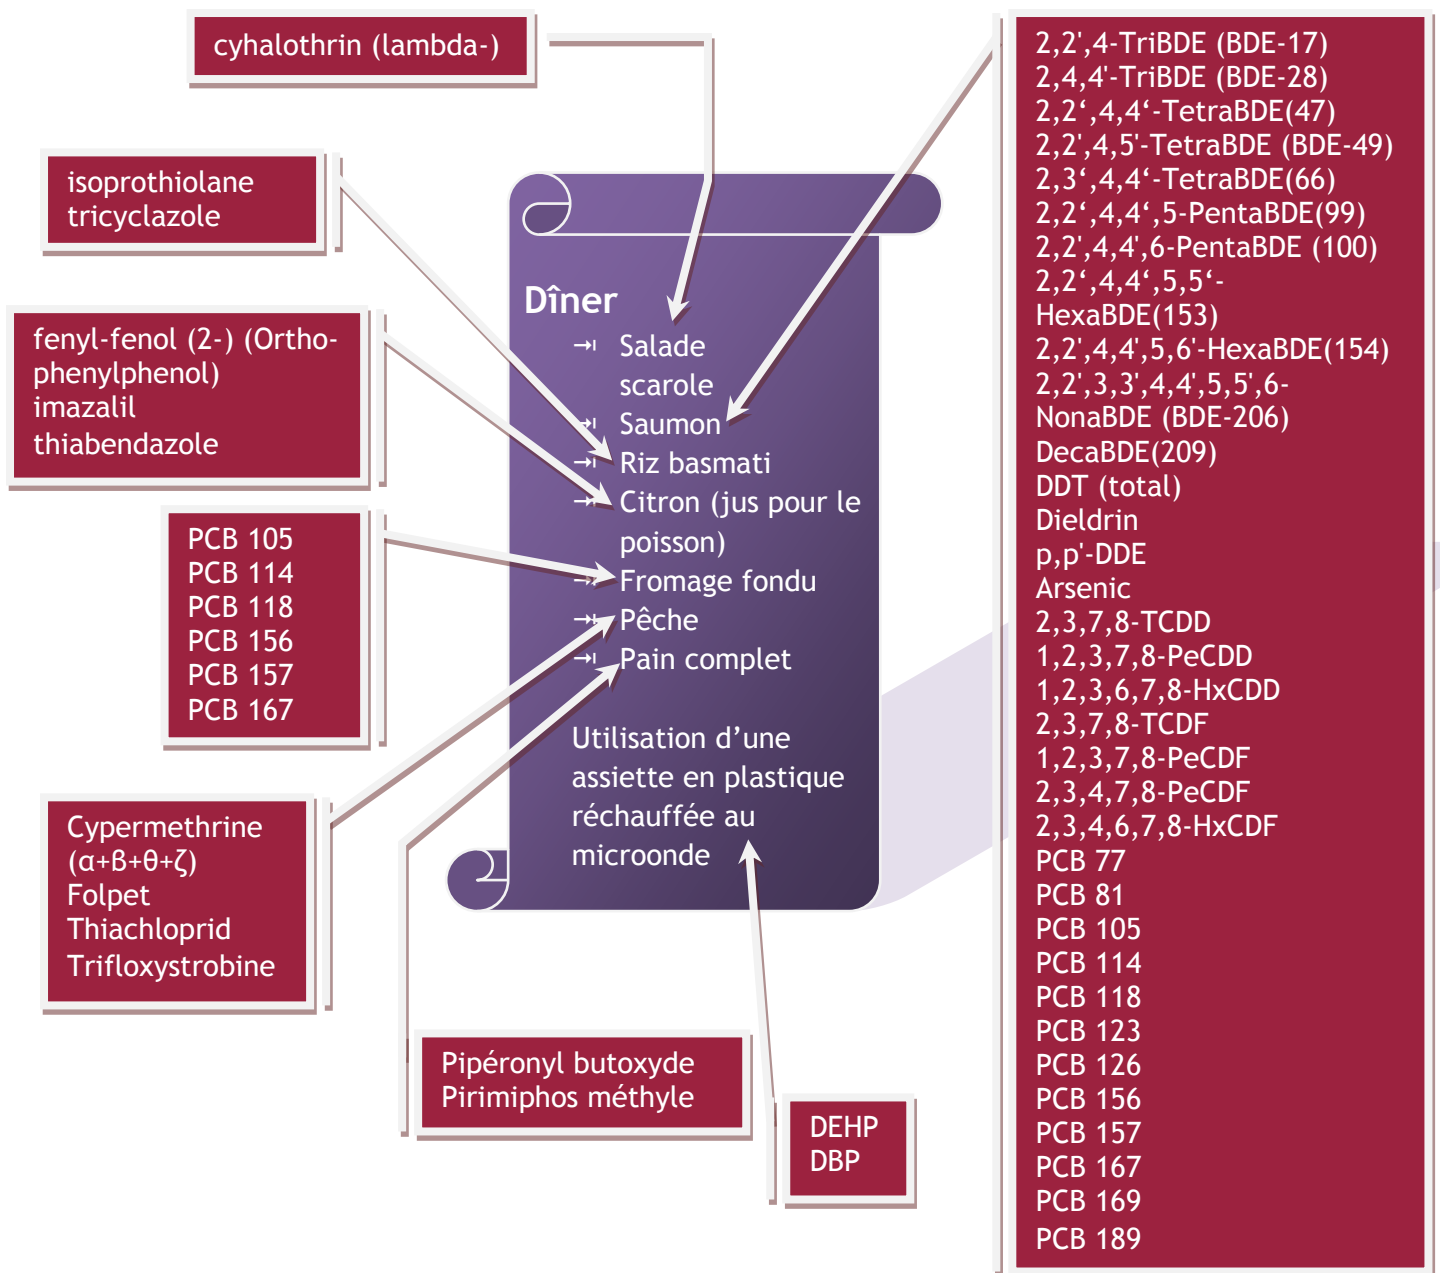 cyhalothrin (lambda-)
isoprothiolane
tricyclazole
fenyl-fenol (2-) (Ortho-
phenylphenol)
imazalil
thiabendazole
PCB 105
PCB 114
PCB 118
PCB 156
PCB 157
PCB 167
Cypermethrine
(α+β+θ+ζ)
Folpet
Thiachloprid
Trifloxystrobine
Dîner
Salade
scarole
Saumon
Riz basmati
Citron (jus pour le
poisson)
Fromage fondu
Pêche
Pain complet
Utilisation d’une
assiette en plastique
réchauffée au
microonde
Pipéronyl butoxyde
Pirimiphos méthyle
DEHP
DBP
2,2',4-TriBDE (BDE-17)
2,4,4'-TriBDE (BDE-28)
2,2‘,4,4‘-TetraBDE(47)
2,2',4,5'-TetraBDE (BDE-49)
2,3‘,4,4‘-TetraBDE(66)
2,2‘,4,4‘,5-PentaBDE(99)
2,2',4,4',6-PentaBDE (100)
2,2‘,4,4‘,5,5‘-
HexaBDE(153)
2,2',4,4',5,6'-HexaBDE(154)
2,2',3,3',4,4',5,5',6-
NonaBDE (BDE-206)
DecaBDE(209)
DDT (total)
Dieldrin
p,p'-DDE
Arsenic
2,3,7,8-TCDD
1,2,3,7,8-PeCDD
1,2,3,6,7,8-HxCDD
2,3,7,8-TCDF
1,2,3,7,8-PeCDF
2,3,4,7,8-PeCDF
2,3,4,6,7,8-HxCDF
PCB 77
PCB 81
PCB 105
PCB 114
PCB 118
PCB 123
PCB 126
PCB 156
PCB 157
PCB 167
PCB 169
PCB 189